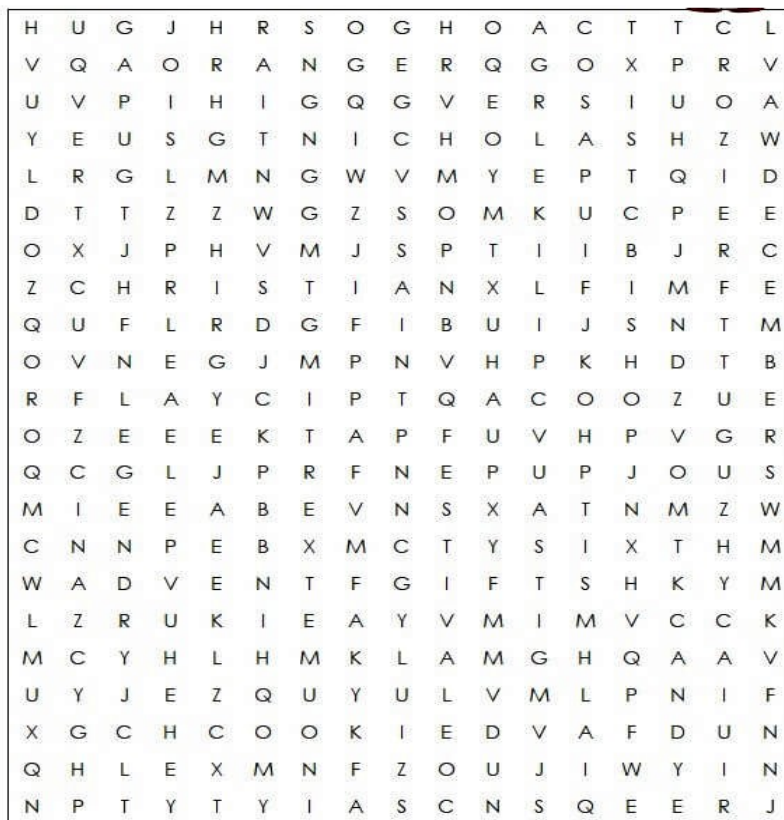 H U G J H R S O G H O A C T T C L
V Q A O R A N G E R Q G O X P R V
U V P I H I G Q G V E R S I U O A
Y E U S G T N I C H O L A S H Z W
L R G L M N G W V M Y E P T Q I D
D T T Z Z W G Z S O M K U C P E E
O X J P H V M J S P T I I B J R C
Z C H R I S T I A N X L F I M F E
Q U F L R D G F I B U I J S N T M
O V N E G J M P N V H P K H D T B
R F L A Y C I P T Q A C O O Z U E
O Z E E E K T A P F U V H P V G R
Q C G L J P R F N E P U P J O U S
M I E E A B E V N S X A T N M Z W
C N N P E B X M C T Y S I X T H M
W A D V E N T F G I F T S H K Y M
L Z R U K I E A Y V M I M V C C K
M C Y H L H M K L A M G H Q A A V
U Y J E Z Q U Y U L V M L P N I F
X G C H C O O K I E D V A F D U N
Q H L E X M N F Z O U J I W Y I N
N P T Y T Y I A S C N S Q E E R J